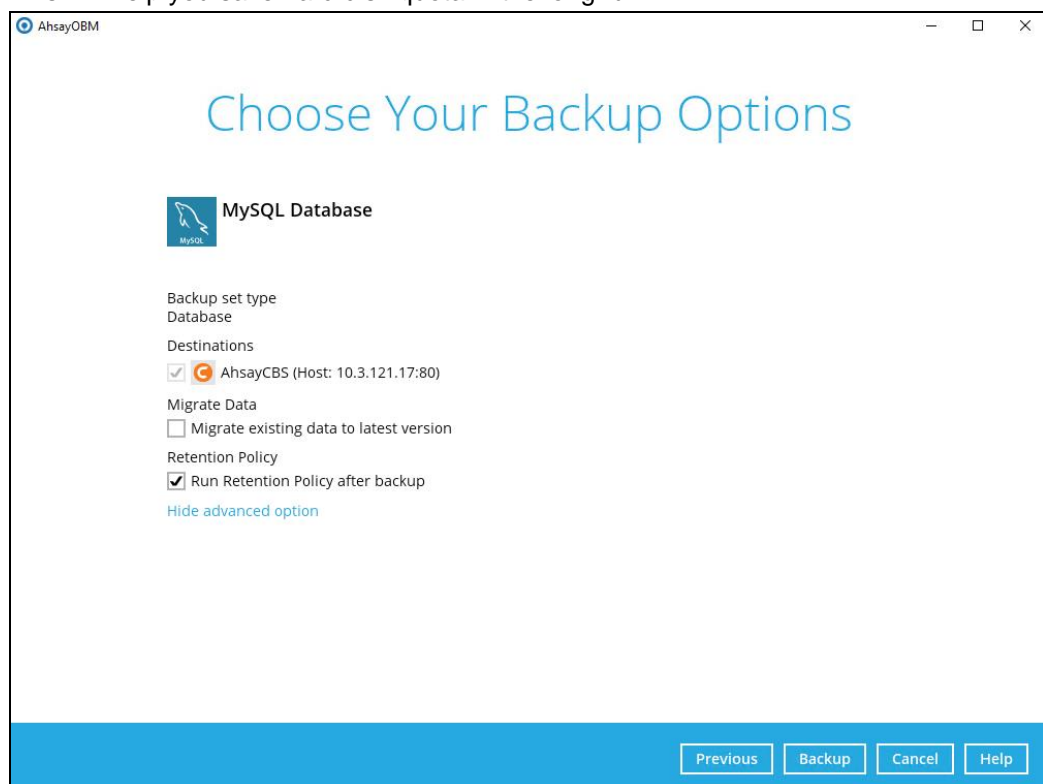 AhsayOBM
Choose Your Backup Options
MySQL Database
MySQL
Backup set type
Database
Destinations
AhsayCBS (Host: 10.3.121.17:80)
Migrate Data
Migrate existing data to latest version
Retention Policy
Run Retention Policy after backup
Hide advanced option
Previous Backup Cancel Help